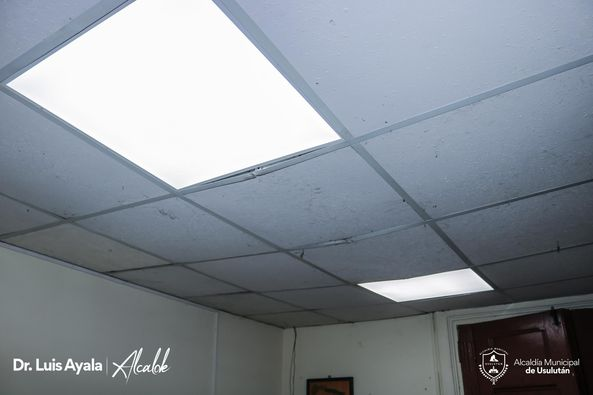 Dr. Luis Ayala | Alcalde
Alcaldía Municipal
de Usulután